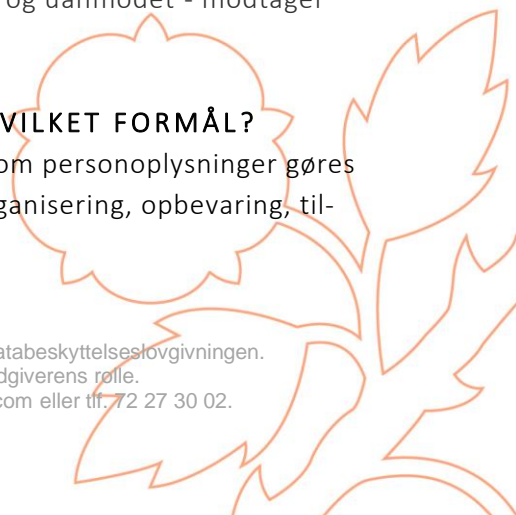 og uanmodet - modtager
VILKET FORMÅL?
om personoplysninger gøres
ganisering, opbevaring, til-
atabeskyttelseslovgivningen.
dgiverens rolle.
com eller tlf. 72 27 30 02.